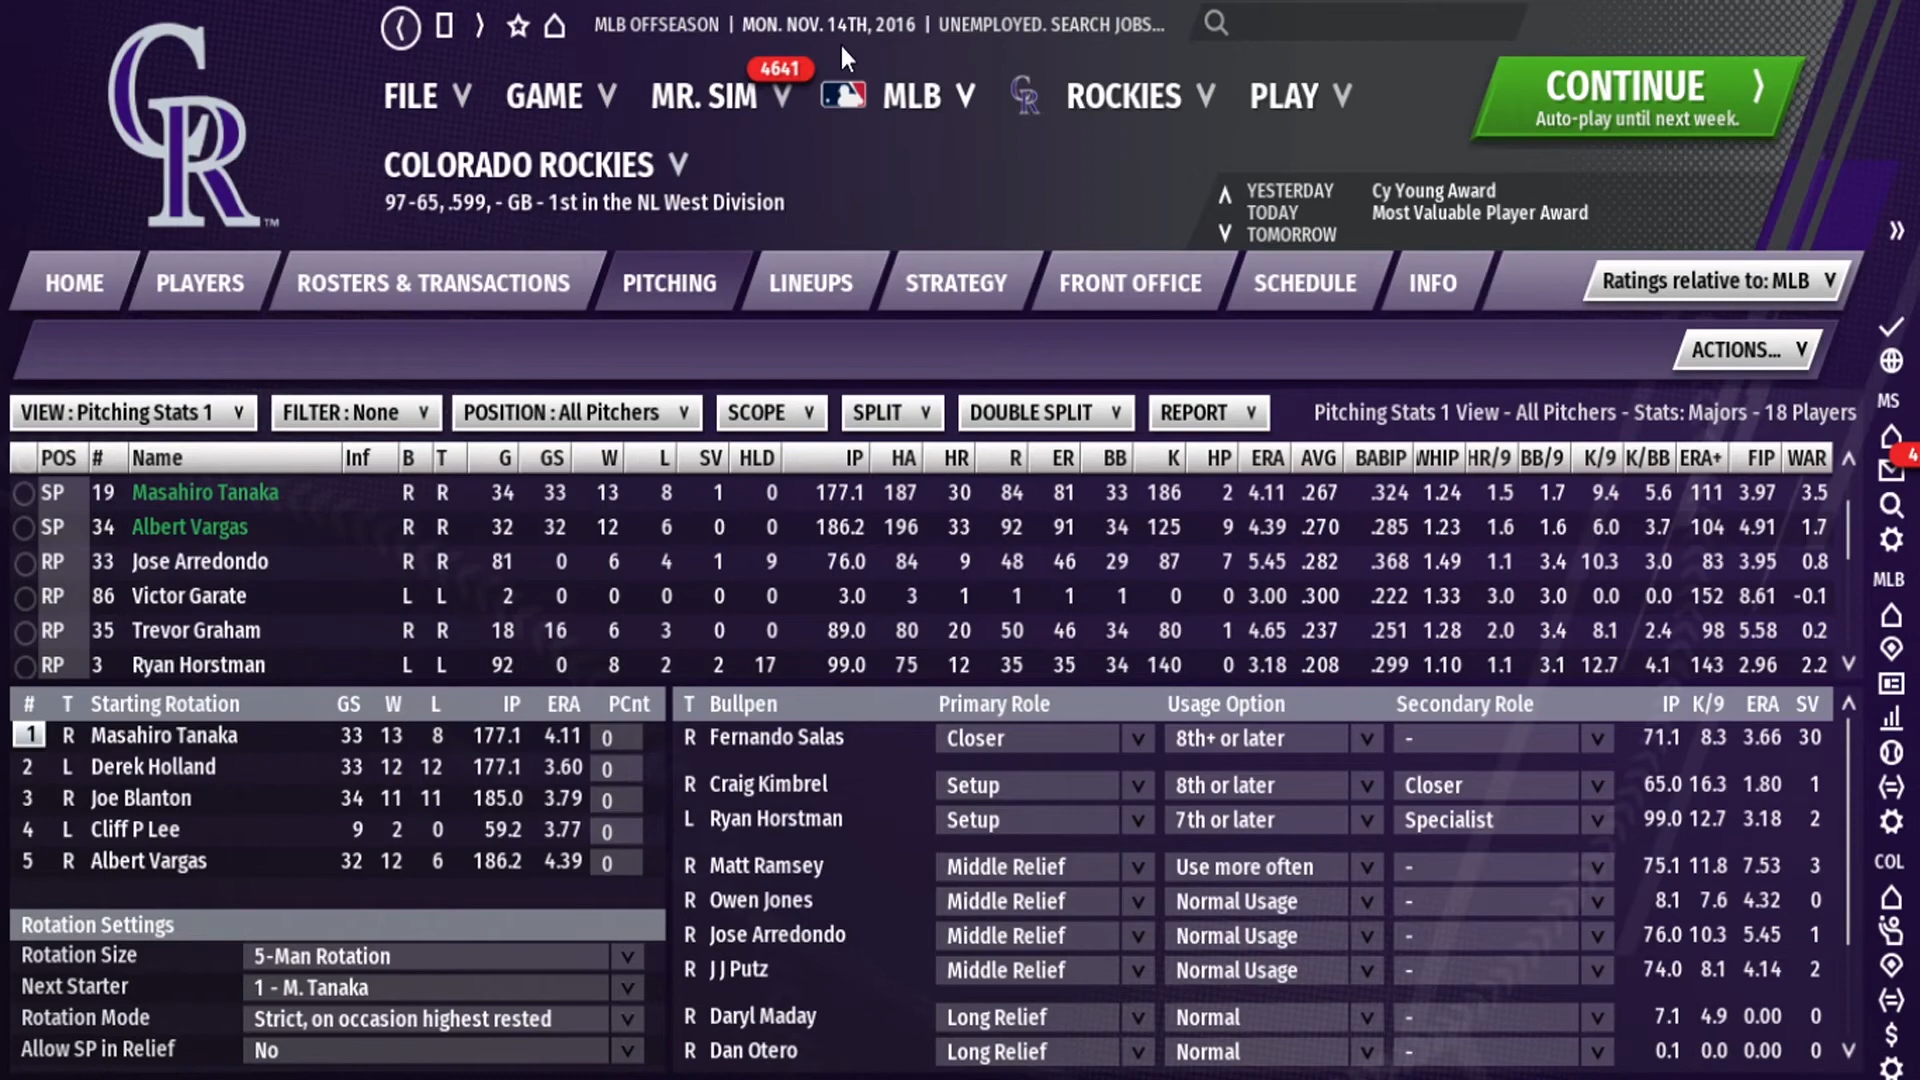 MLB OFFSEASON | MON. NOV. 14TH, 2016 | UNEMPLOYED. SEARCH JOBS...
4641
FILE GAME MR. SIM MLB ROCKIES PLAY
CONTINUE
Auto-play until next week.
CR
TM
COLORADO ROCKIES
97-65, .599, - GB - 1st in the NL West Division
YESTERDAY Cy Young Award
TODAY Most Valuable Player Award
TOMORROW
HOME PLAYERS ROSTERS & TRANSACTIONS PITCHING LINEUPS STRATEGY FRONT OFFICE SCHEDULE INFO Ratings relative to: MLB
ACTIONS...
VIEW : Pitching Stats 1 FILTER : None POSITION : All Pitchers SCOPE SPLIT DOUBLE SPLIT REPORT Pitching Stats 1 View - All Pitchers - Stats: Majors - 18 Players
POS # Name Inf B T G GS W L SV HLD IP HA HR R ER BB K HP ERA AVG BABIP WHIP HR/9 BB/9 K/9 K/BB ERA+ FIP WAR
SP 19 Masahiro Tanaka R R 34 33 13 8 1 0 177.1 187 30 84 81 33 186 2 4.11 .267 .324 1.24 1.5 1.7 9.4 5.6 111 3.97 3.5
SP 34 Albert Vargas R R 32 32 12 6 0 0 186.2 196 33 92 91 34 125 9 4.39 .270 .285 1.23 1.6 1.6 6.0 3.7 104 4.91 1.7
RP 33 Jose Arredondo R R 81 0 6 4 1 9 76.0 84 9 48 46 29 87 7 5.45 .282 .368 1.49 1.1 3.4 10.3 3.0 83 3.95 0.8
RP 86 Victor Garate L L 2 0 0 0 0 0 3.0 3 1 1 1 1 0 0 3.00 .300 .222 1.33 3.0 3.0 0.0 0.0 152 8.61 -0.1
RP 35 Trevor Graham R R 18 16 6 3 0 0 89.0 80 20 50 46 34 80 1 4.65 .237 .251 1.28 2.0 3.4 8.1 2.4 98 5.58 0.2
RP 3 Ryan Horstman L L 92 0 8 2 2 17 99.0 75 12 35 35 34 140 0 3.18 .208 .299 1.10 1.1 3.1 12.7 4.1 143 2.96 2.2
# T Starting Rotation GS W L IP ERA PCnt
1 R Masahiro Tanaka 33 13 8 177.1 4.11 0
2 L Derek Holland 33 12 12 177.1 3.60 0
3 R Joe Blanton 34 11 11 185.0 3.79 0
4 L Cliff P Lee 9 2 0 59.2 3.77 0
5 R Albert Vargas 32 12 6 186.2 4.39 0
Rotation Settings
Rotation Size 5-Man Rotation
Next Starter 1 - M. Tanaka
Rotation Mode Strict, on occasion highest rested
Allow SP in Relief No
T Bullpen Primary Role Usage Option Secondary Role IP K/9 ERA SV
R Fernando Salas Closer 8th+ or later - 71.1 8.3 3.66 30
R Craig Kimbrel Setup 8th or later Closer 65.0 16.3 1.80 1
L Ryan Horstman Setup 7th or later Specialist 99.0 12.7 3.18 2
R Matt Ramsey Middle Relief Use more often - 75.1 11.8 7.53 3
R Owen Jones Middle Relief Normal Usage - 8.1 7.6 4.32 0
R Jose Arredondo Middle Relief Normal Usage - 76.0 10.3 5.45 1
R J J Putz Middle Relief Normal Usage - 74.0 8.1 4.14 2
R Daryl Maday Long Relief Normal - 7.1 4.9 0.00 0
R Dan Otero Long Relief Normal - 0.1 0.0 0.00 0
MS
4
MLB
COL
$